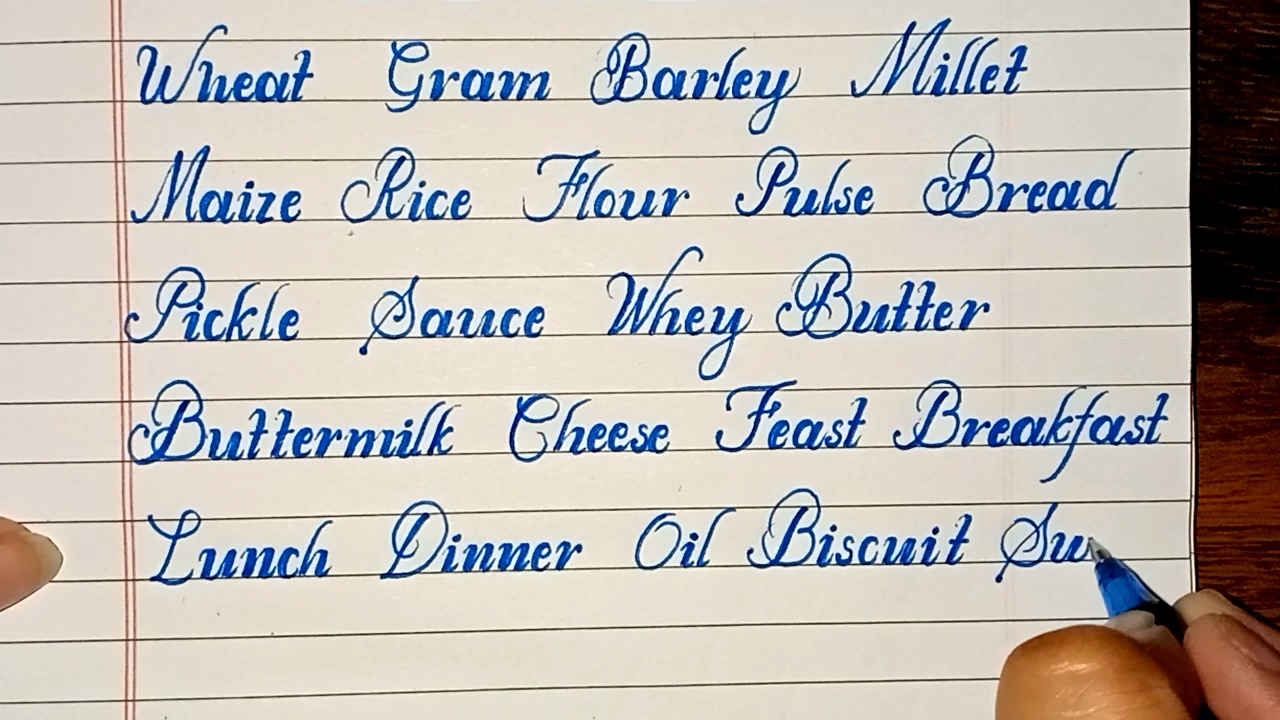 Wheat Gram Barley Millet
Maize Rice Flour Pulse Bread
Pickle Sauce Whey Butter
Buttermilk Cheese Feast Breakfast
Lunch Dinner Oil Biscuit Su